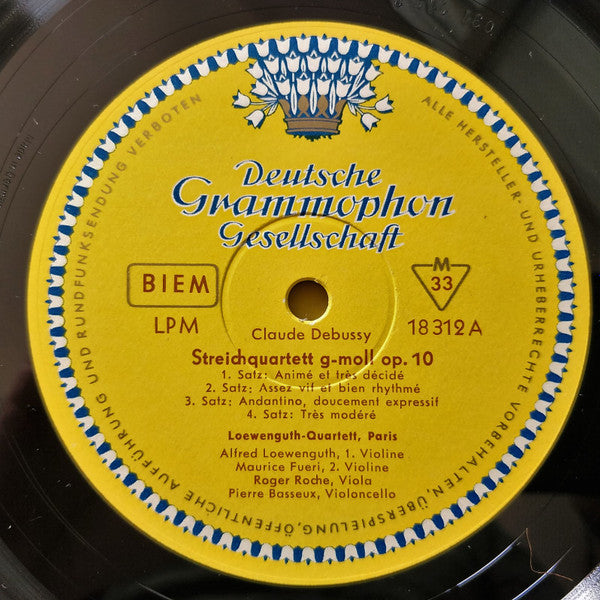 Deutsche
Grammophon
Gesellschaft
BIEM
M
33
LPM
18 312 A
Claude Debussy
Streichquartett g-moll op. 10
1. Satz: Animé et très décidé
2. Satz: Assez vif et bien rhythmé
3. Satz: Andantino, doucement expressif
4. Satz: Très modéré
Loewenguth-Quartett, Paris
Alfred Loewenguth, 1. Violine
Maurice Fueri, 2. Violine
Roger Roche, Viola
Pierre Basseux, Violoncello
ALLE HERSTELLER- UND URHEBERRECHTE VORBEHALTEN, ÜBERSPIELUNG, ÖFFENTLICHE AUFFÜHRUNG UND RUNDFUNKSENDUNG VERBOTEN